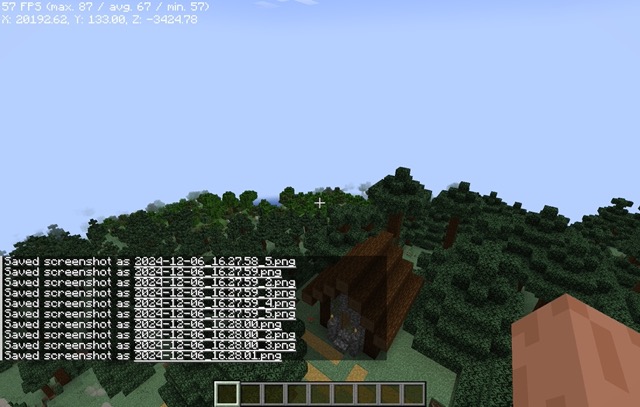 57 FPS (max. 87 / avg. 67 / min. 57)
X: 20192.62, Y: 133.00, Z: -3424.78
Saved screenshot as 2024-12-06_16.27.58_5.png
Saved screenshot as 2024-12-06_16.27.59.png
Saved screenshot as 2024-12-06_16.27.59_2.png
Saved screenshot as 2024-12-06_16.27.59_3.png
Saved screenshot as 2024-12-06_16.27.59_4.png
Saved screenshot as 2024-12-06_16.27.59_5.png
Saved screenshot as 2024-12-06_16.28.00.png
Saved screenshot as 2024-12-06_16.28.00_2.png
Saved screenshot as 2024-12-06_16.28.00_3.png
Saved screenshot as 2024-12-06_16.28.01.png